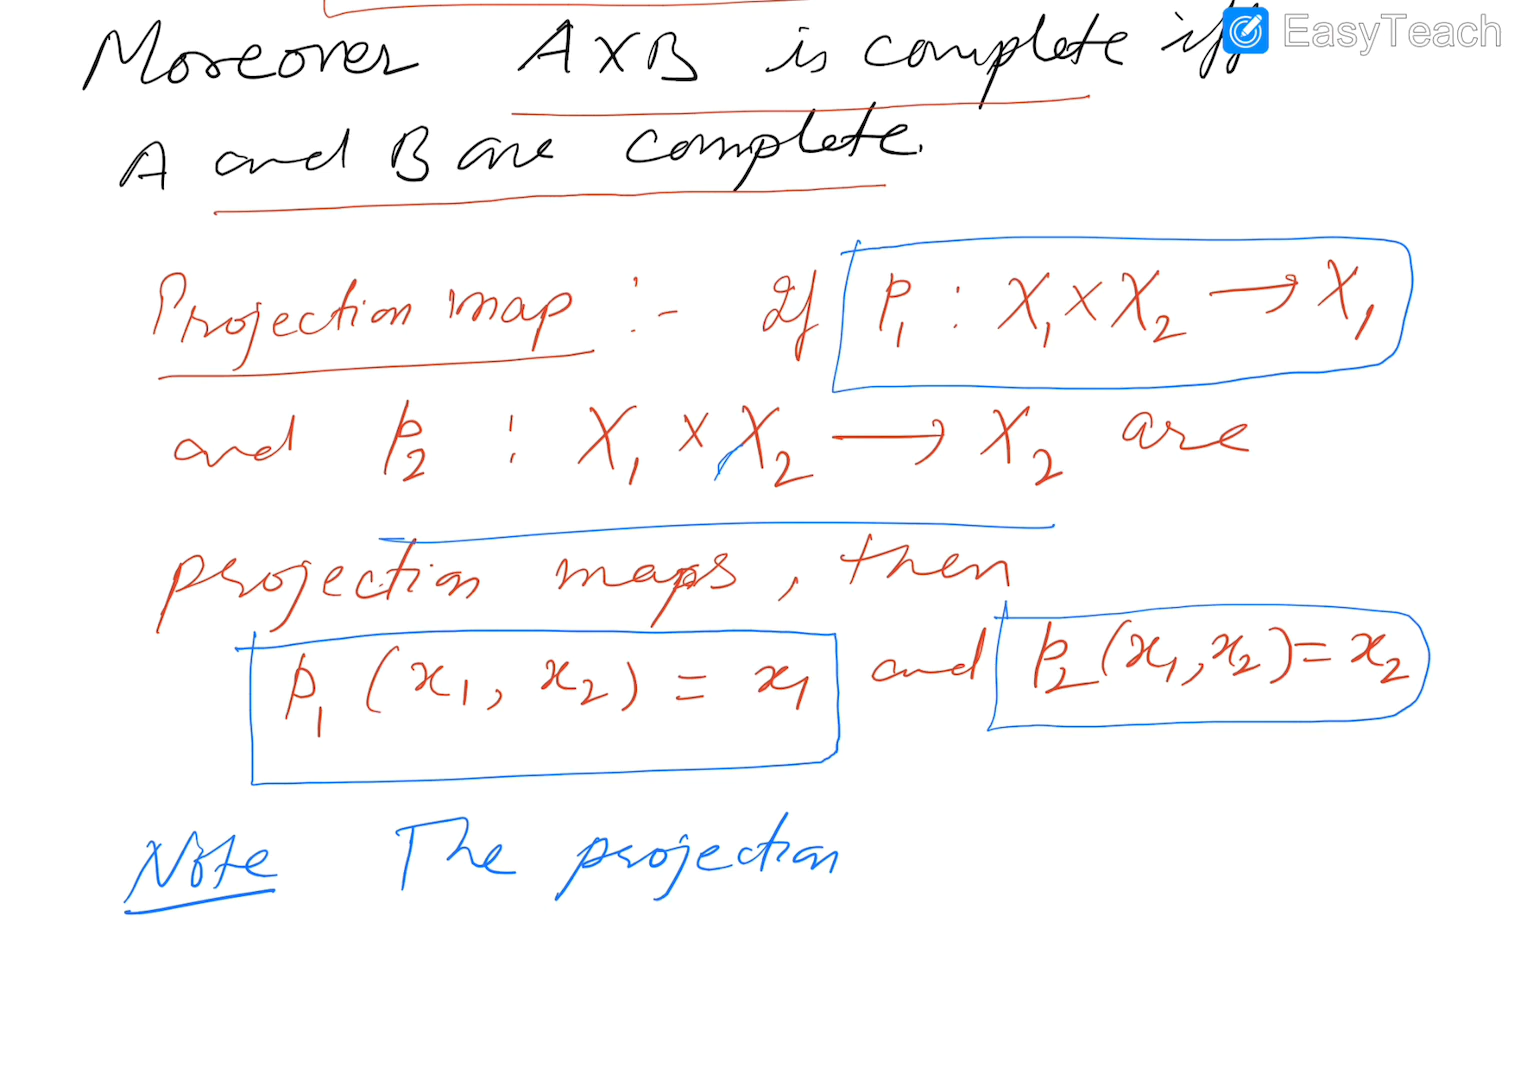 Moreover A×B is complete iff
EasyTeach
A and B are complete.
Projection map :- If P₁ : X₁×X₂ → X₁
and p₂ : X₁ × X₂ → X₂ are
projection maps, then
p₁ (x₁, x₂) = x₁ and p₂ (x₁, x₂) = x₂
Note The projection